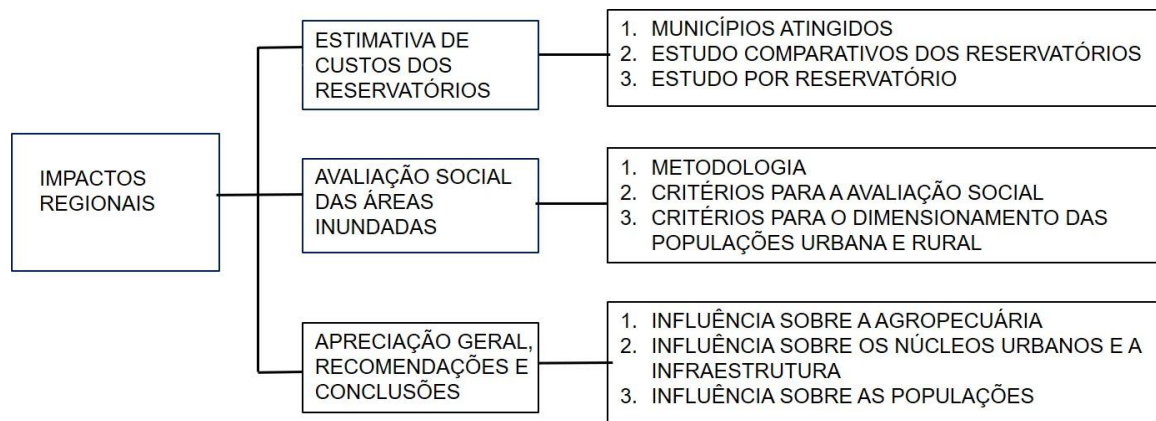 IMPACTOS
REGIONAIS
ESTIMATIVA DE
CUSTOS DOS
RESERVATÓRIOS
1. MUNICÍPIOS ATINGIDOS
2. ESTUDO COMPARATIVOS DOS RESERVATÓRIOS
3. ESTUDO POR RESERVATÓRIO
AVALIAÇÃO SOCIAL
DAS ÁREAS
INUNDADAS
1. METODOLOGIA
2. CRITÉRIOS PARA A AVALIAÇÃO SOCIAL
3. CRITÉRIOS PARA O DIMENSIONAMENTO DAS
POPULAÇÕES URBANA E RURAL
APRECIAÇÃO GERAL,
RECOMENDAÇÕES E
CONCLUSÕES
1. INFLUÊNCIA SOBRE A AGROPECUÁRIA
2. INFLUÊNCIA SOBRE OS NÚCLEOS URBANOS E A
INFRAESTRUTURA
3. INFLUÊNCIA SOBRE AS POPULAÇÕES